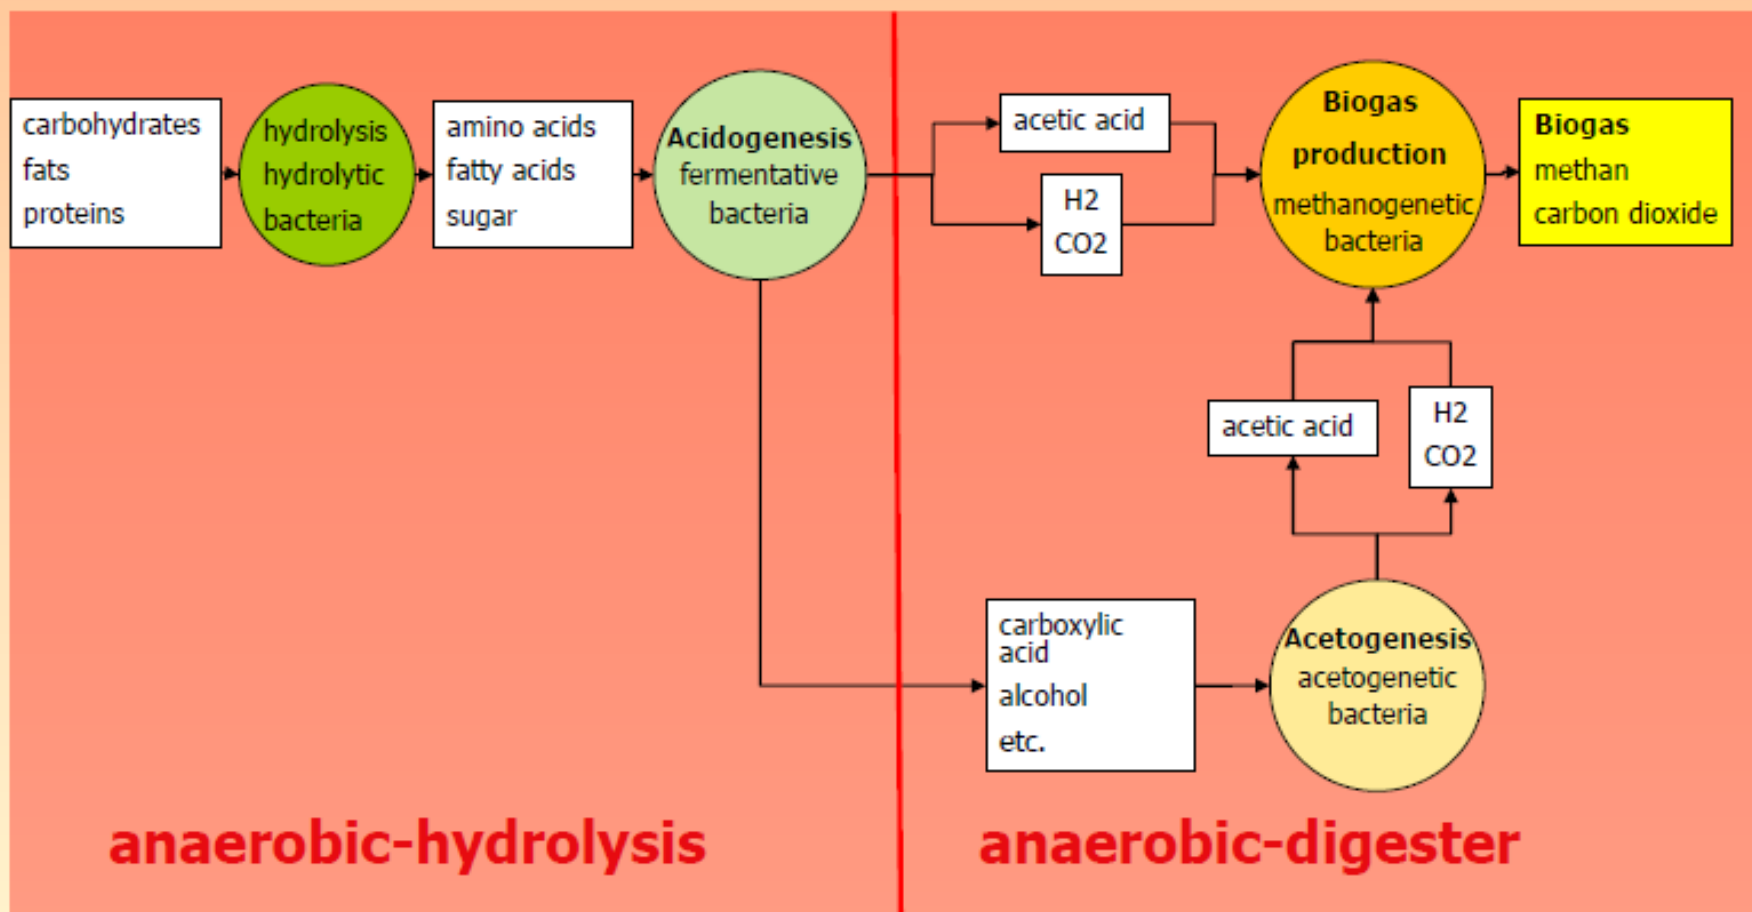 carbohydrates
fats
proteins
hydrolysis
hydrolytic
bacteria
amino acids
fatty acids
sugar
Acidogenesis
fermentative
bacteria
acetic acid
H2
CO2
Biogas
production
methanogenetic
bacteria
Biogas
methan
carbon dioxide
acetic acid
H2
CO2
carboxylic
acid
alcohol
etc.
Acetogenesis
acetogenetic
bacteria
anaerobic-hydrolysis
anaerobic-digester